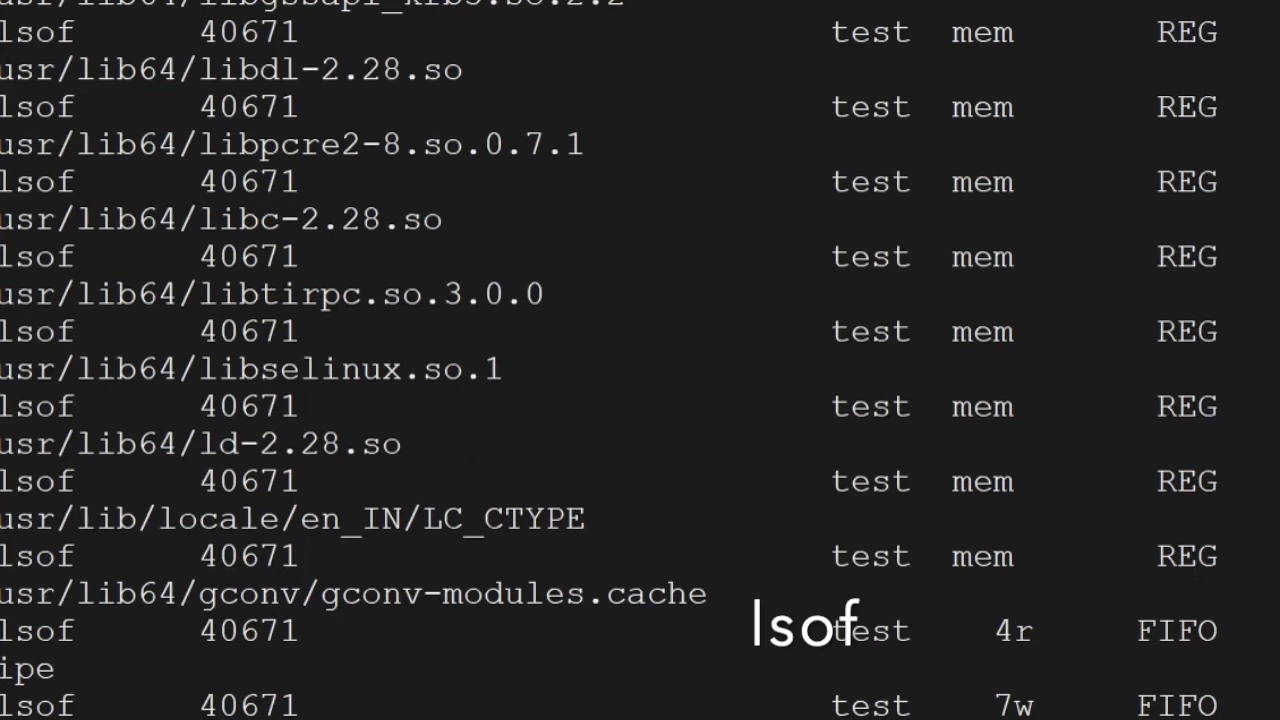 usr/lib64/libgssapi_krb5.so.2.2
lsof 40671 test mem REG
usr/lib64/libdl-2.28.so
lsof 40671 test mem REG
usr/lib64/libpcre2-8.so.0.7.1
lsof 40671 test mem REG
usr/lib64/libc-2.28.so
lsof 40671 test mem REG
usr/lib64/libtirpc.so.3.0.0
lsof 40671 test mem REG
usr/lib64/libselinux.so.1
lsof 40671 test mem REG
usr/lib64/ld-2.28.so
lsof 40671 test mem REG
usr/lib/locale/en_IN/LC_CTYPE
lsof 40671 test mem REG
usr/lib64/gconv/gconv-modules.cache
lsof
lsof 40671 test 4r FIFO
ipe
lsof 40671 test 7w FIFO